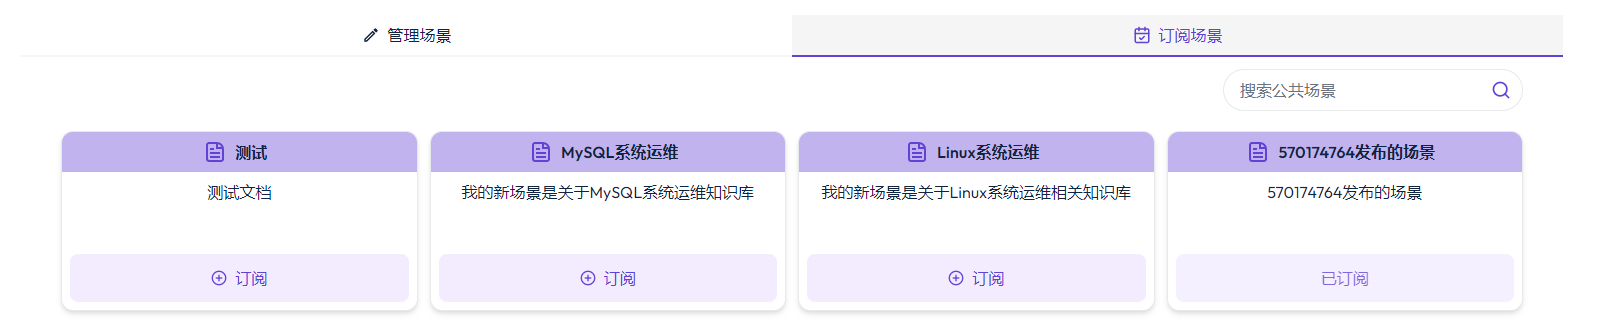 管理场景
订阅场景
搜索公共场景
测试
MySQL系统运维
Linux系统运维
570174764发布的场景
测试文档
我的新场景是关于MySQL系统运维知识库
我的新场景是关于Linux系统运维相关知识库
570174764发布的场景
订阅
订阅
订阅
已订阅